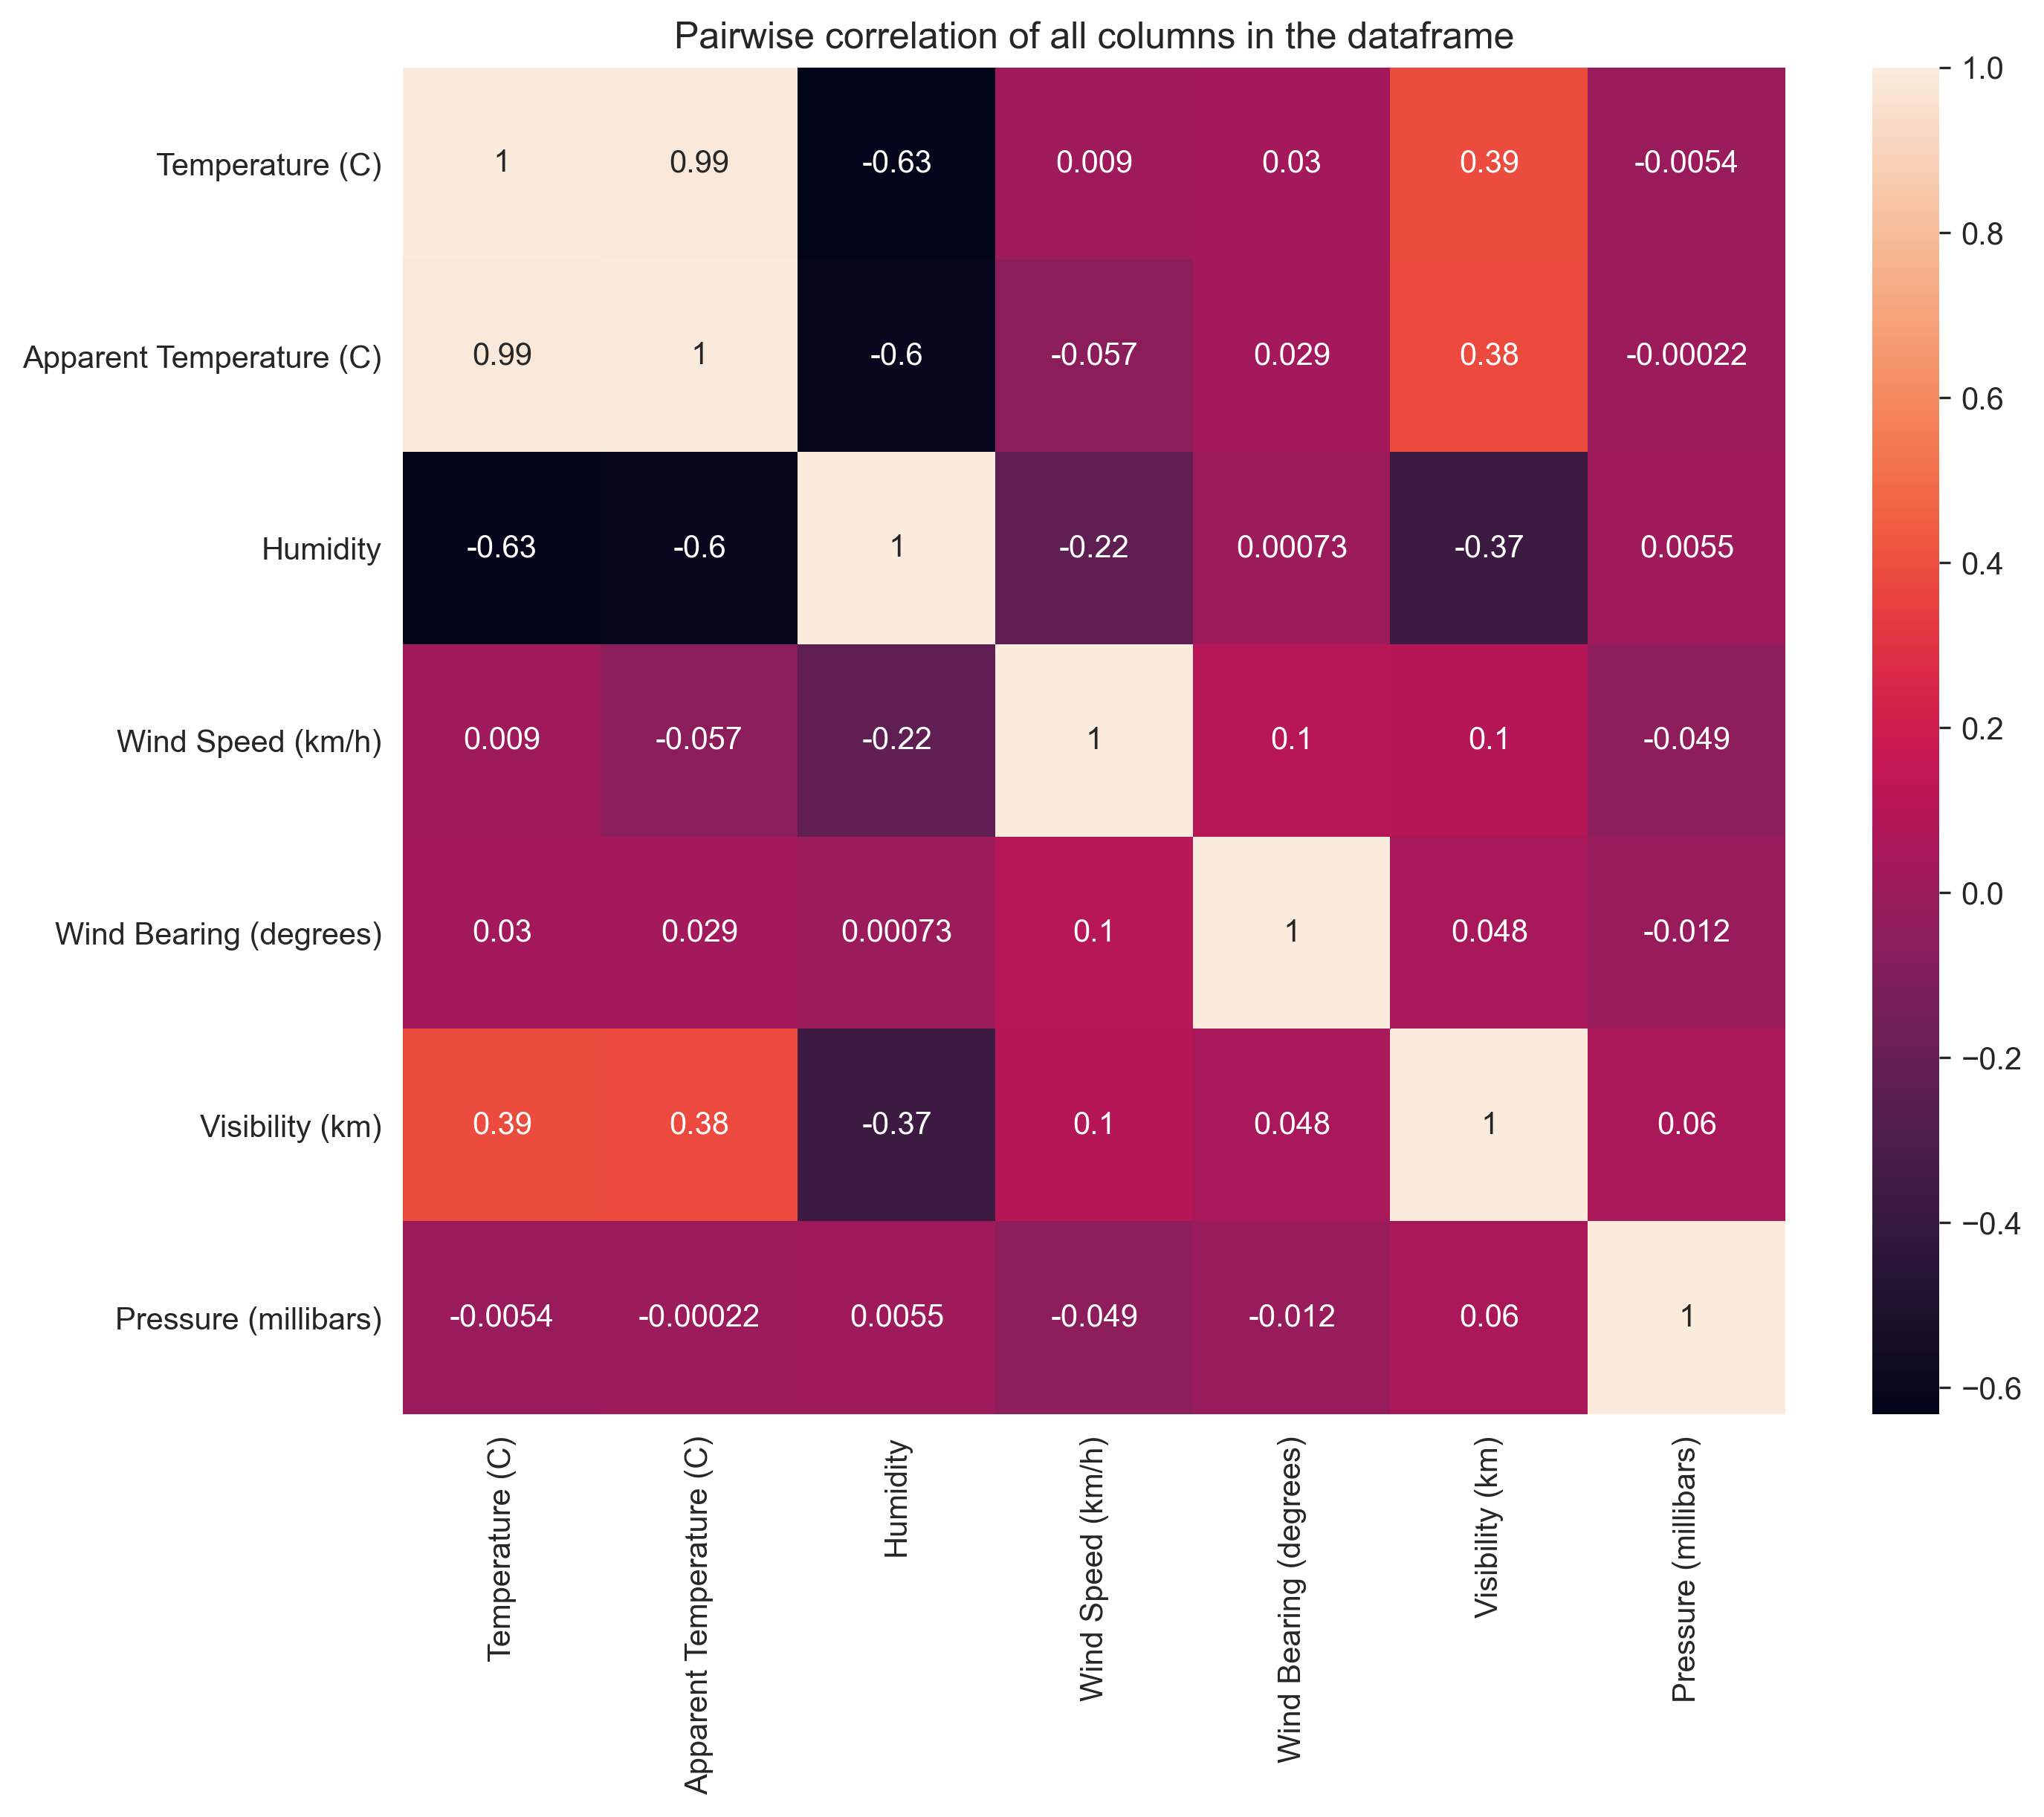 Pairwise correlation of all columns in the dataframe
Temperature (C) 1 0.99 -0.63 0.009 0.03 0.39 -0.0054
Apparent Temperature (C) 0.99 1 -0.6 -0.057 0.029 0.38 -0.00022
Humidity -0.63 -0.6 1 -0.22 0.00073 -0.37 0.0055
Wind Speed (km/h) 0.009 -0.057 -0.22 1 0.1 0.1 -0.049
Wind Bearing (degrees) 0.03 0.029 0.00073 0.1 1 0.048 -0.012
Visibility (km) 0.39 0.38 -0.37 0.1 0.048 1 0.06
Pressure (millibars) -0.0054 -0.00022 0.0055 -0.049 -0.012 0.06 1
Temperature (C)
Apparent Temperature (C)
Humidity
Wind Speed (km/h)
Wind Bearing (degrees)
Visibility (km)
Pressure (millibars)
1.0
0.8
0.6
0.4
0.2
0.0
−0.2
−0.4
−0.6